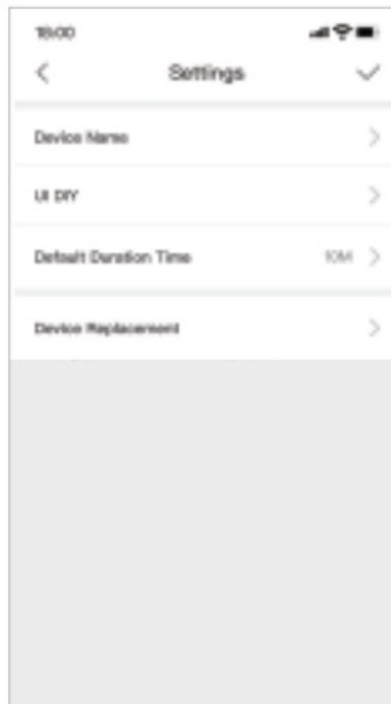 18:00
Settings
Device Name
UI DIY
Default Duration Time 10M
Device Replacement